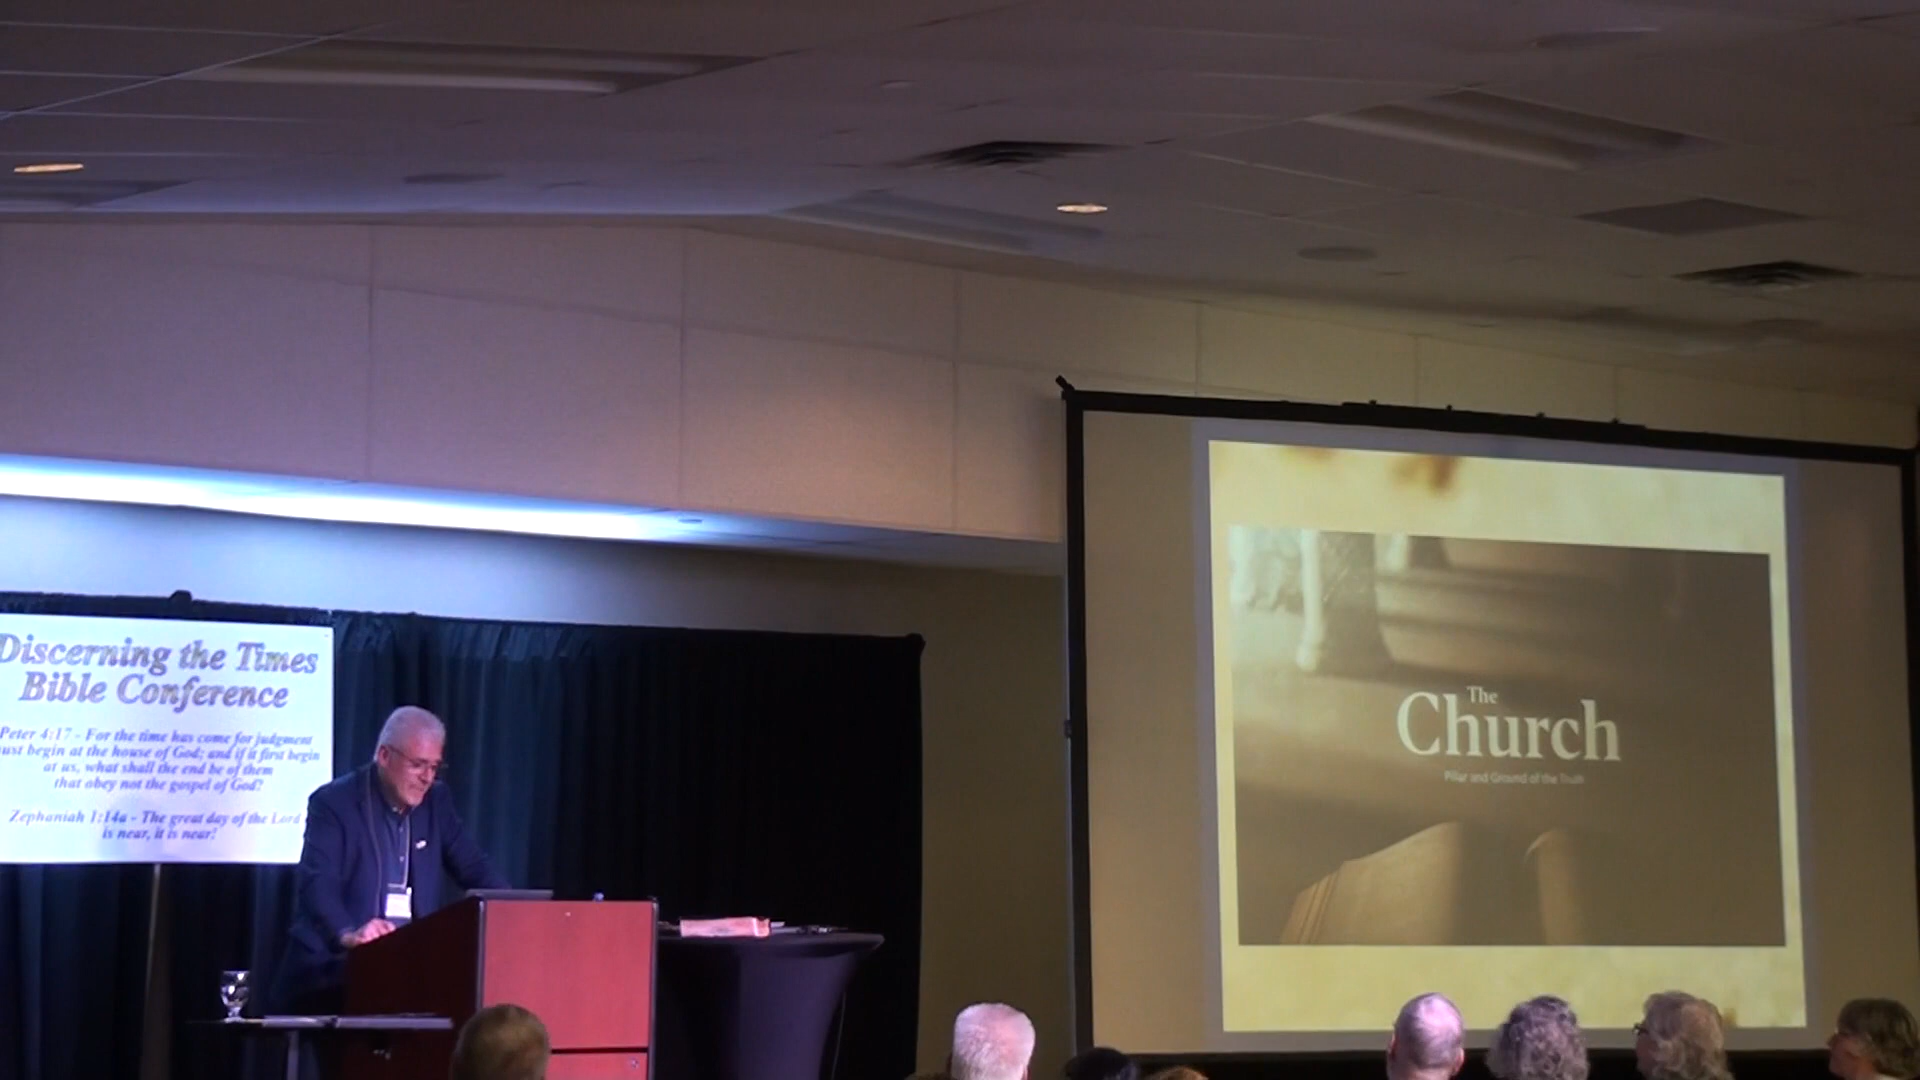 Discerning the Times
Bible Conference
Peter 4:17 - For the time has come for judgment
must begin at the house of God; and if it first begin
at us, what shall the end be of them
that obey not the gospel of God?
Zephaniah 1:14a - The great day of the Lord
is near, it is near!
The
Church
Pillar and Ground of the Truth